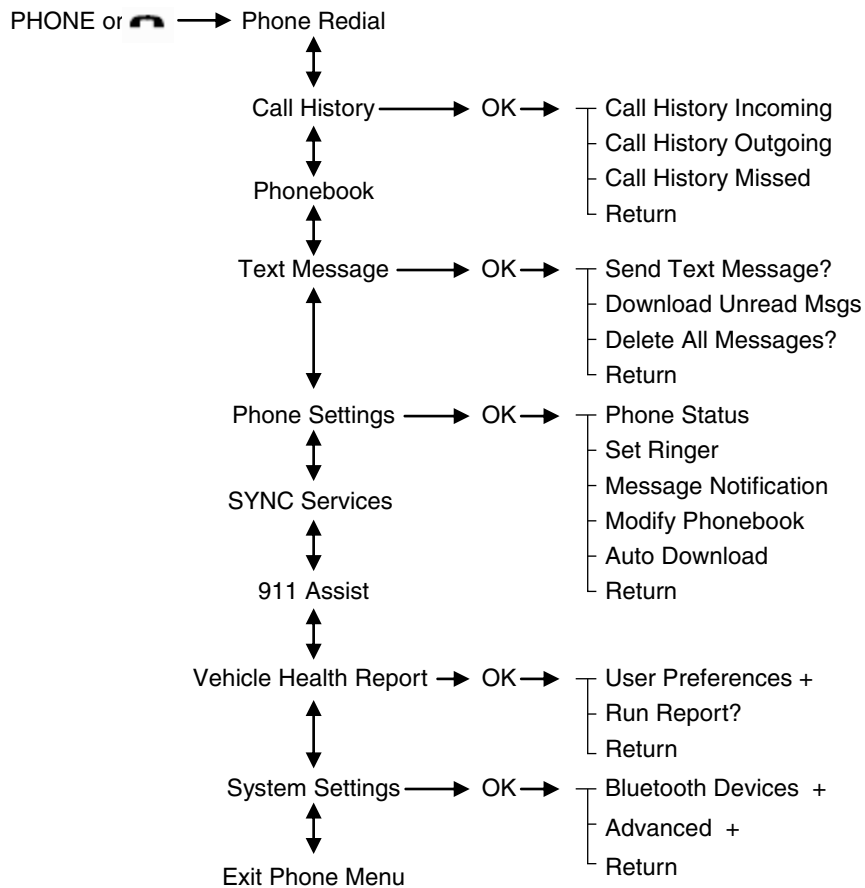 PHONE or
Phone Redial
Call History
OK
Call History Incoming
Call History Outgoing
Call History Missed
Return
Phonebook
Text Message
OK
Send Text Message?
Download Unread Msgs
Delete All Messages?
Return
Phone Settings
OK
Phone Status
Set Ringer
Message Notification
Modify Phonebook
Auto Download
Return
SYNC Services
911 Assist
Vehicle Health Report
OK
User Preferences +
Run Report?
Return
System Settings
OK
Bluetooth Devices +
Advanced +
Return
Exit Phone Menu